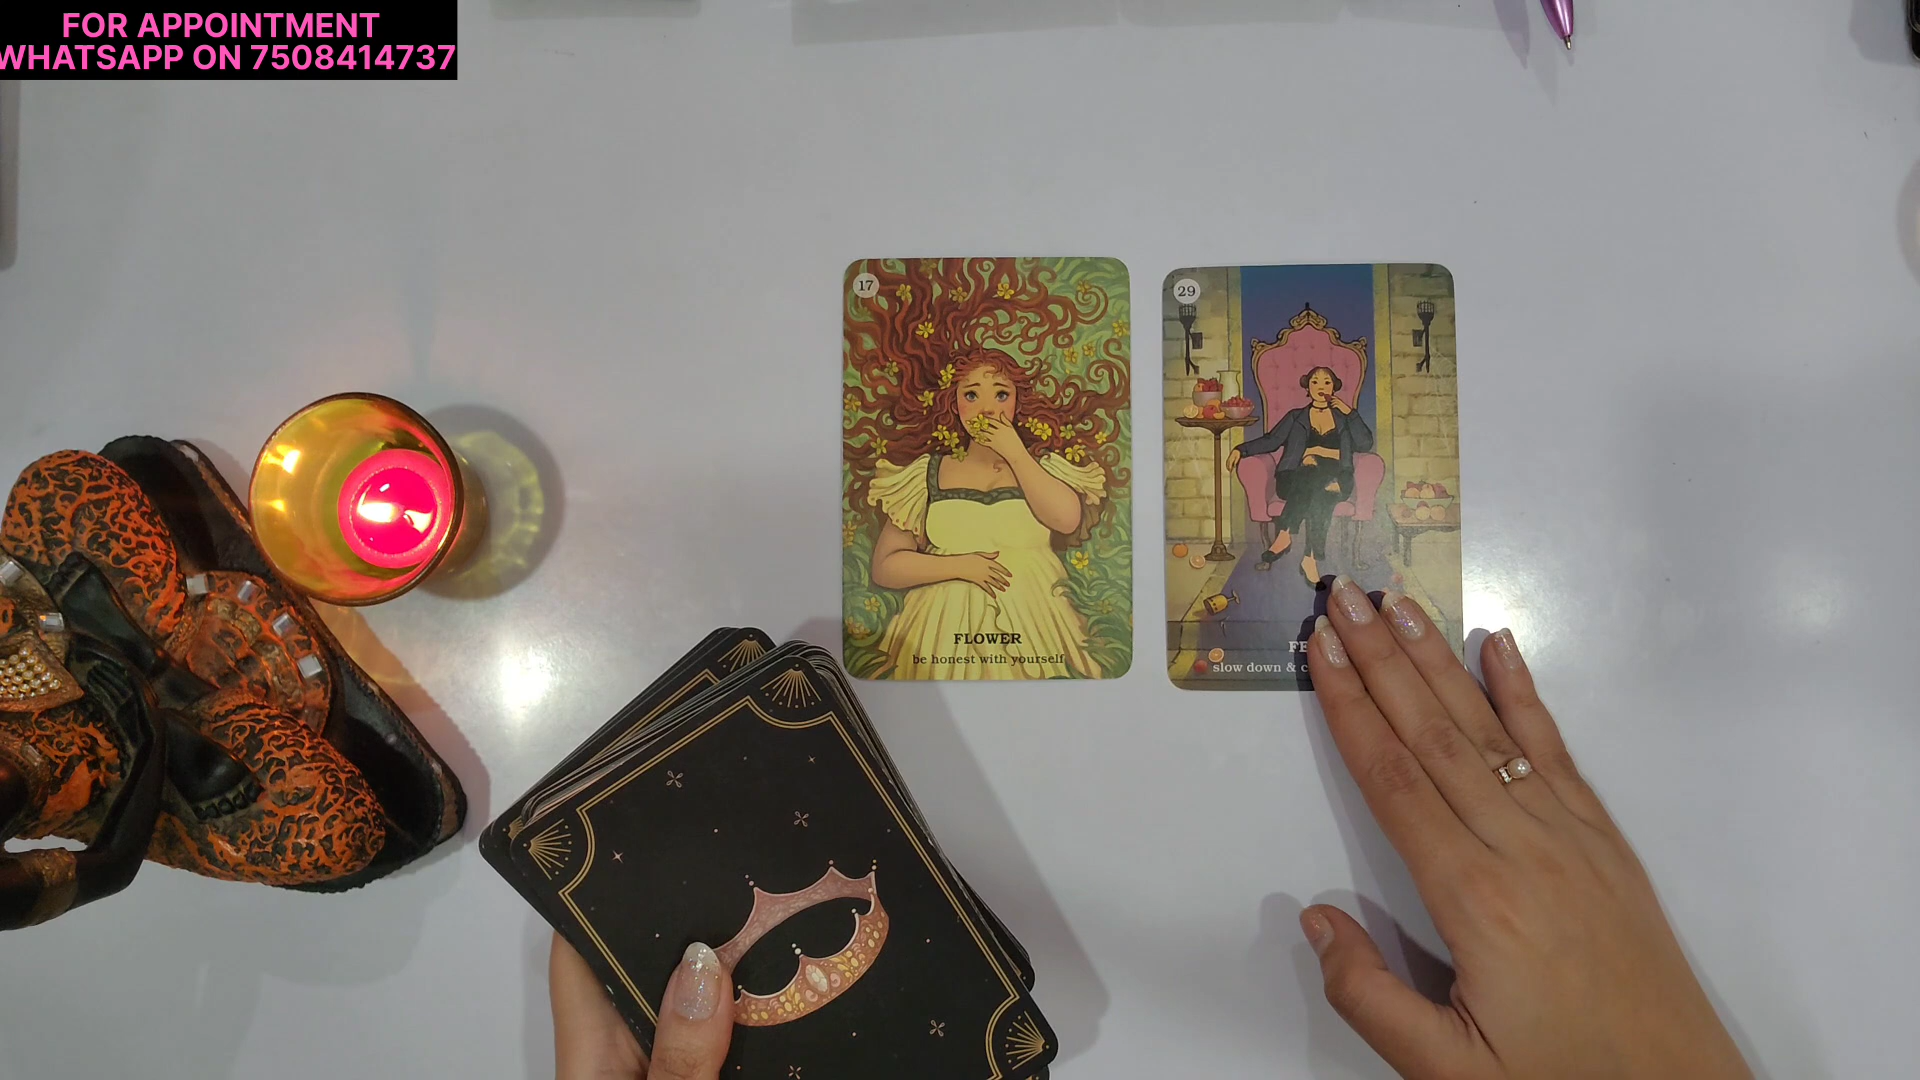 FOR APPOINTMENT
WHATSAPP ON 7508414737
17
29
FLOWER
be honest with yourself
slow down &